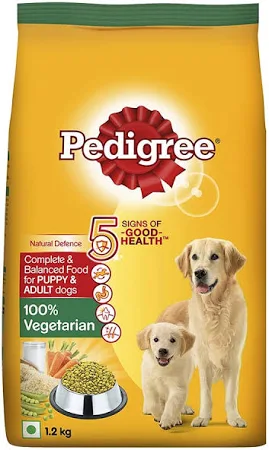 Pedigree®
5 SIGNS OF
-GOOD-
HEALTH™
Natural Defence
Complete &
Balanced Food
for PUPPY &
ADULT dogs
100%
Vegetarian
1.2 kg